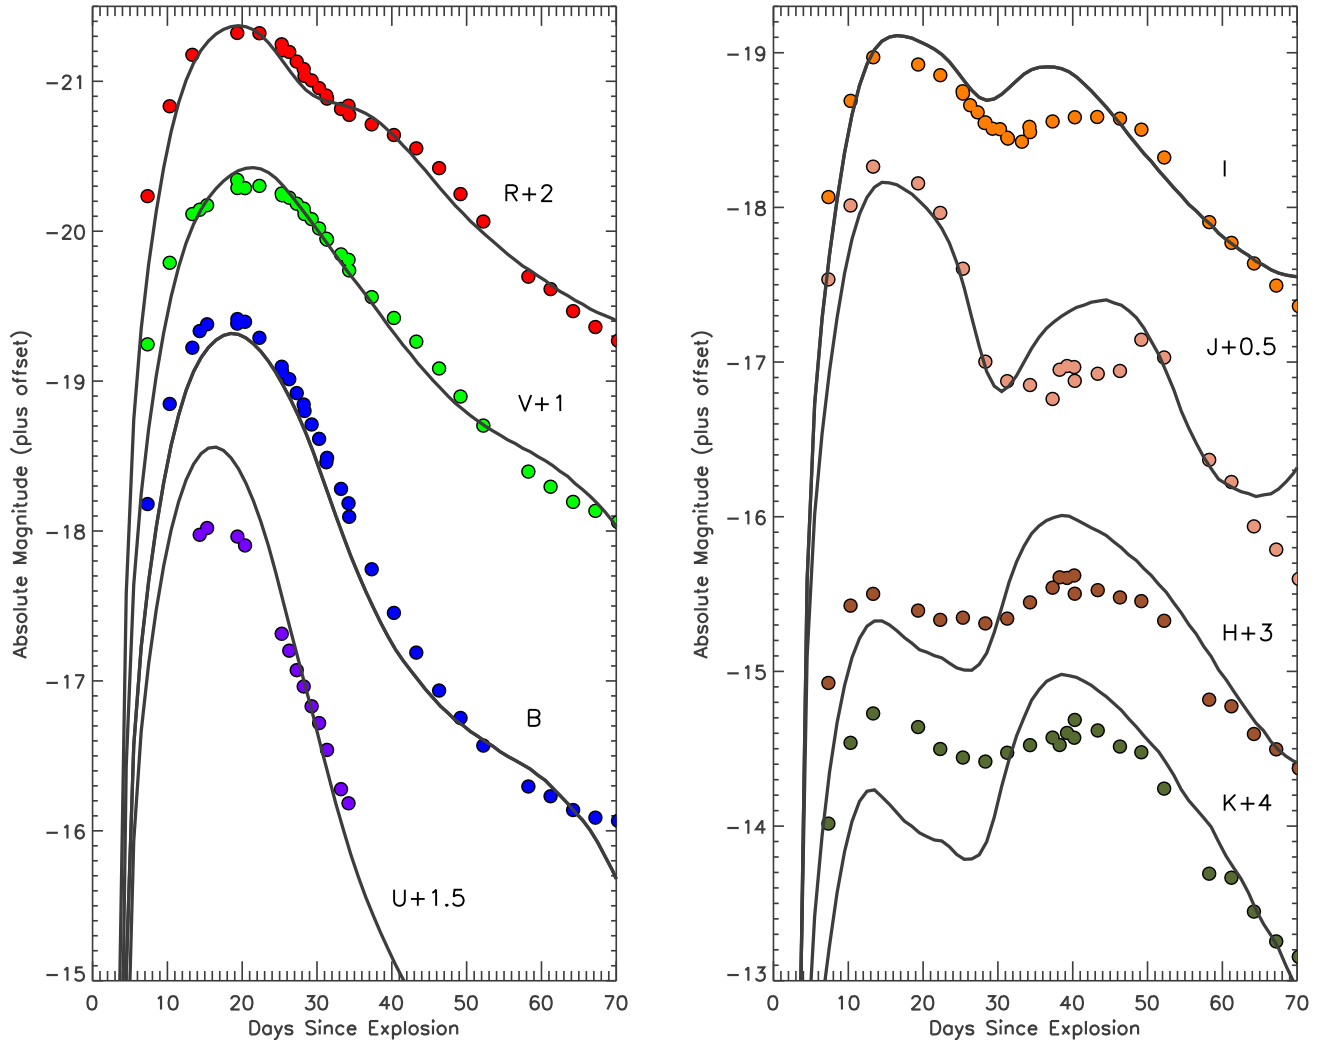 Absolute Magnitude (plus offset)
−21
−20
−19
−18
−17
−16
−15
R+2
V+1
B
U+1.5
0 10 20 30 40 50 60 70
Days Since Explosion
Absolute Magnitude (plus offset)
−19
−18
−17
−16
−15
−14
−13
I
J+0.5
H+3
K+4
0 10 20 30 40 50 60 70
Days Since Explosion